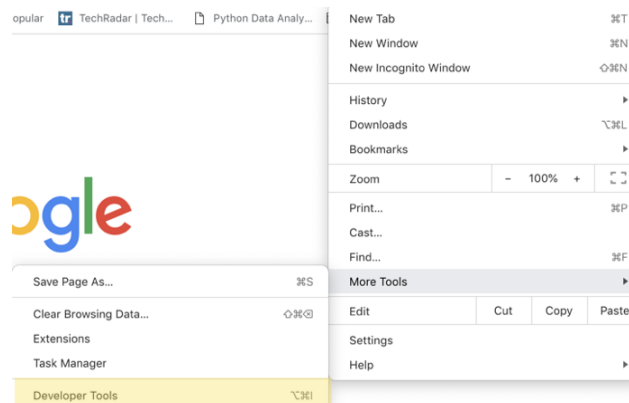 opular tr TechRadar | Tech... Python Data Analy...
New Tab ⌘T
New Window ⌘N
New Incognito Window ⇧⌘N
History
Downloads ⌥⌘L
Bookmarks
Zoom - 100% +
Print... ⌘P
Cast...
Find... ⌘F
More Tools
Edit Cut Copy Paste
Settings
Help
ogle
Save Page As... ⌘S
Clear Browsing Data... ⇧⌘⌫
Extensions
Task Manager
Developer Tools ⌥⌘I